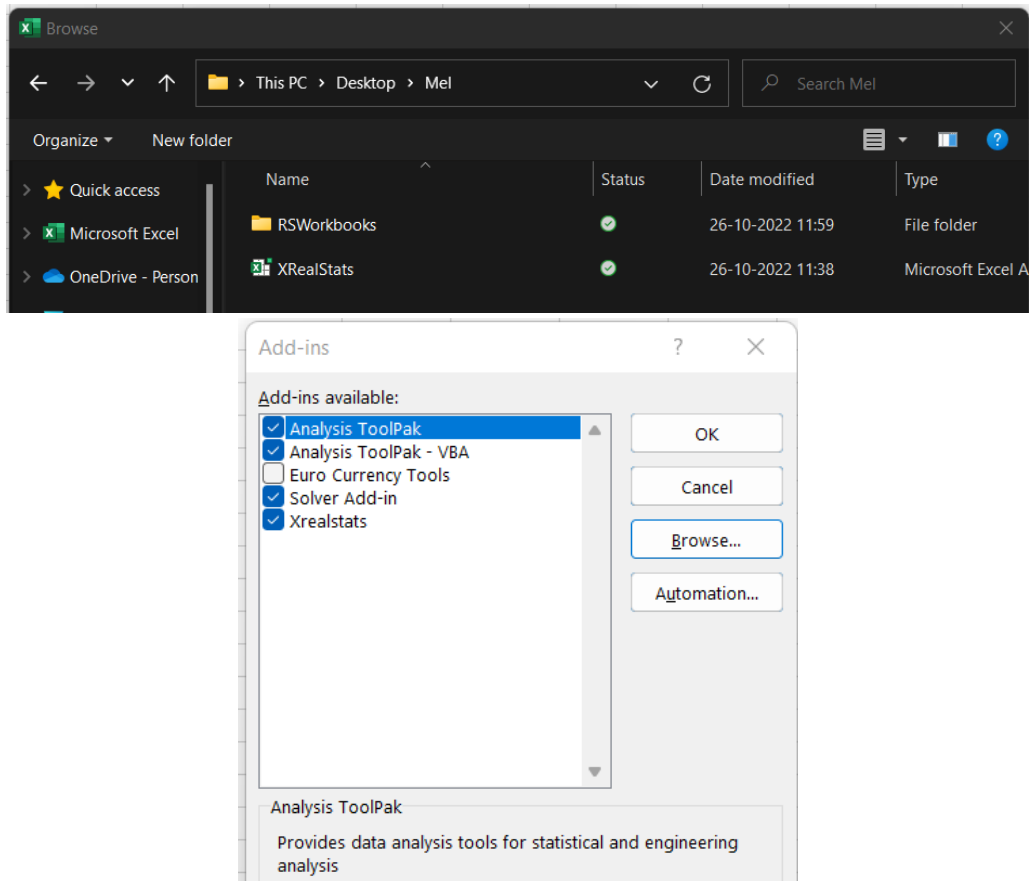 Browse
This PC > Desktop > Mel
Search Mel
Organize New folder
Name Status Date modified Type
Quick access
RSWorkbooks 26-10-2022 11:59 File folder
Microsoft Excel
XRealStats 26-10-2022 11:38 Microsoft Excel A
OneDrive - Person
Add-ins ?
Add-ins available:
Analysis ToolPak
Analysis ToolPak - VBA
Euro Currency Tools
Solver Add-in
Xrealstats
OK
Cancel
Browse...
Automation...
Analysis ToolPak
Provides data analysis tools for statistical and engineering
analysis